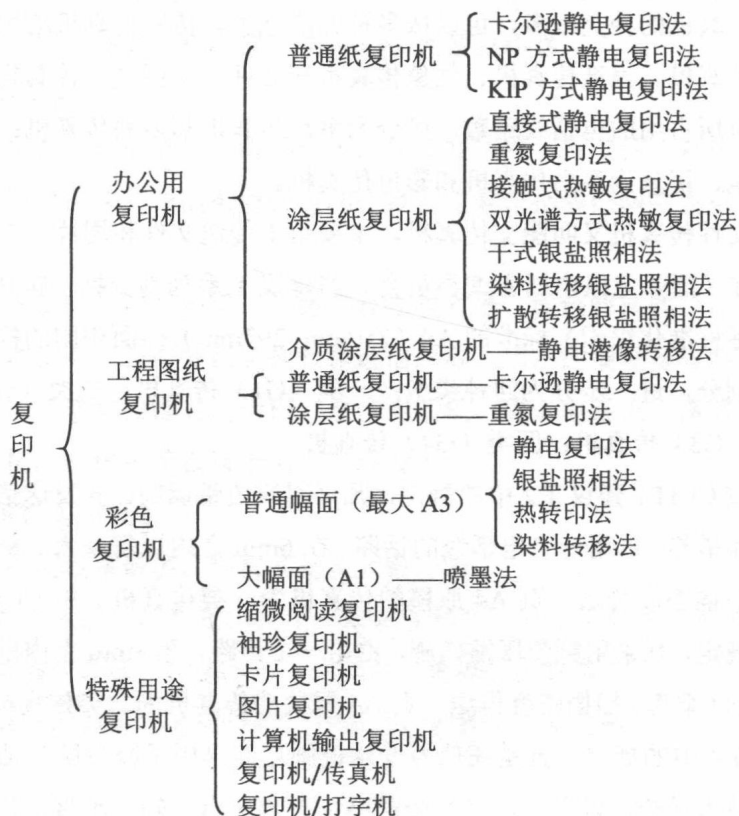 复印机
办公用复印机
普通纸复印机
卡尔逊静电复印法
NP 方式静电复印法
KIP 方式静电复印法
涂层纸复印机
直接式静电复印法
重氮复印法
接触式热敏复印法
双光谱方式热敏复印法
干式银盐照相法
染料转移银盐照相法
扩散转移银盐照相法
介质涂层纸复印机——静电潜像转移法
工程图纸复印机
普通纸复印机——卡尔逊静电复印法
涂层纸复印机——重氮复印法
彩色复印机
普通幅面（最大 A3）
静电复印法
银盐照相法
热转印法
染料转移法
大幅面（A1）——喷墨法
特殊用途复印机
缩微阅读复印机
袖珍复印机
卡片复印机
图片复印机
计算机输出复印机
复印机/传真机
复印机/打字机